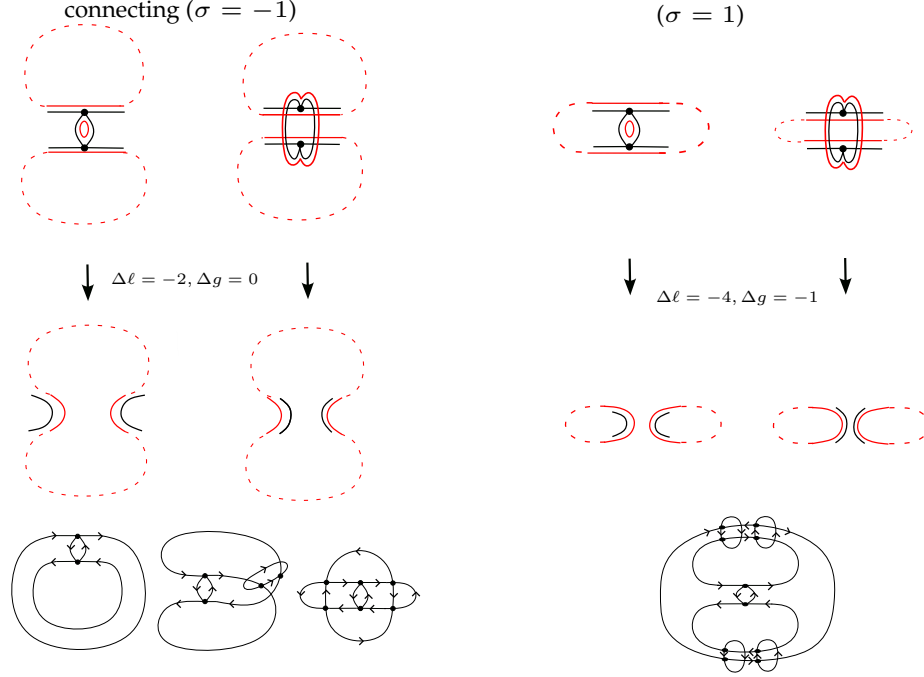 connecting (σ = −1)
(σ = 1)
Δℓ = −2, Δg = 0
Δℓ = −4, Δg = −1